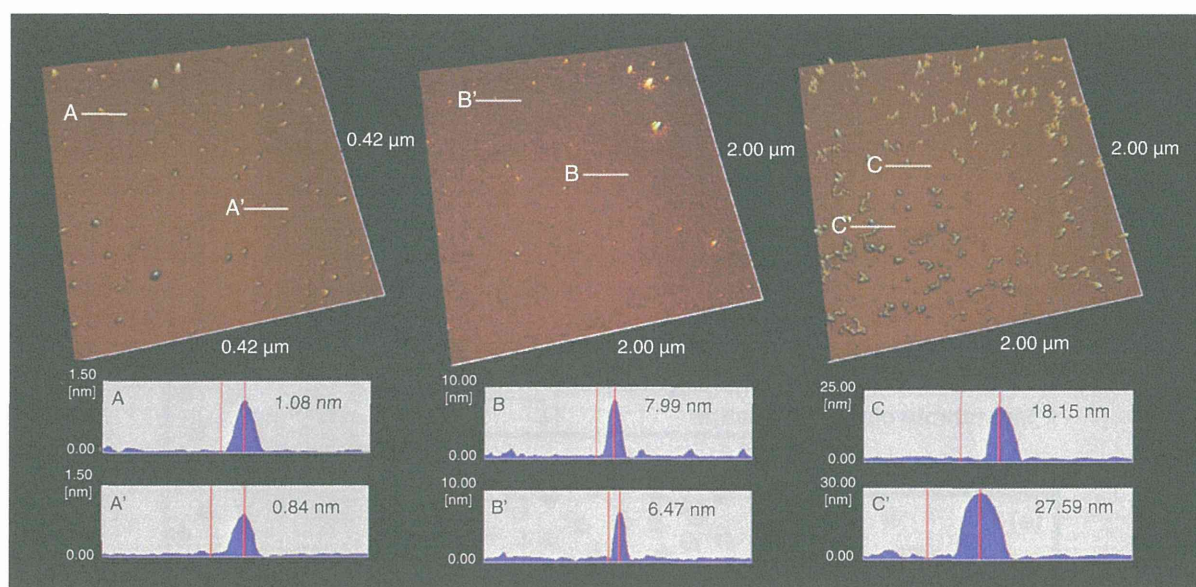 A
A'
0.42 µm
0.42 µm
B'
B
2.00 µm
2.00 µm
C
C'
2.00 µm
2.00 µm
1.50
[nm]
0.00
A
1.08 nm
1.50
[nm]
0.00
A'
0.84 nm
10.00
[nm]
0.00
B
7.99 nm
10.00
[nm]
0.00
B'
6.47 nm
25.00
[nm]
0.00
C
18.15 nm
30.00
[nm]
0.00
C'
27.59 nm